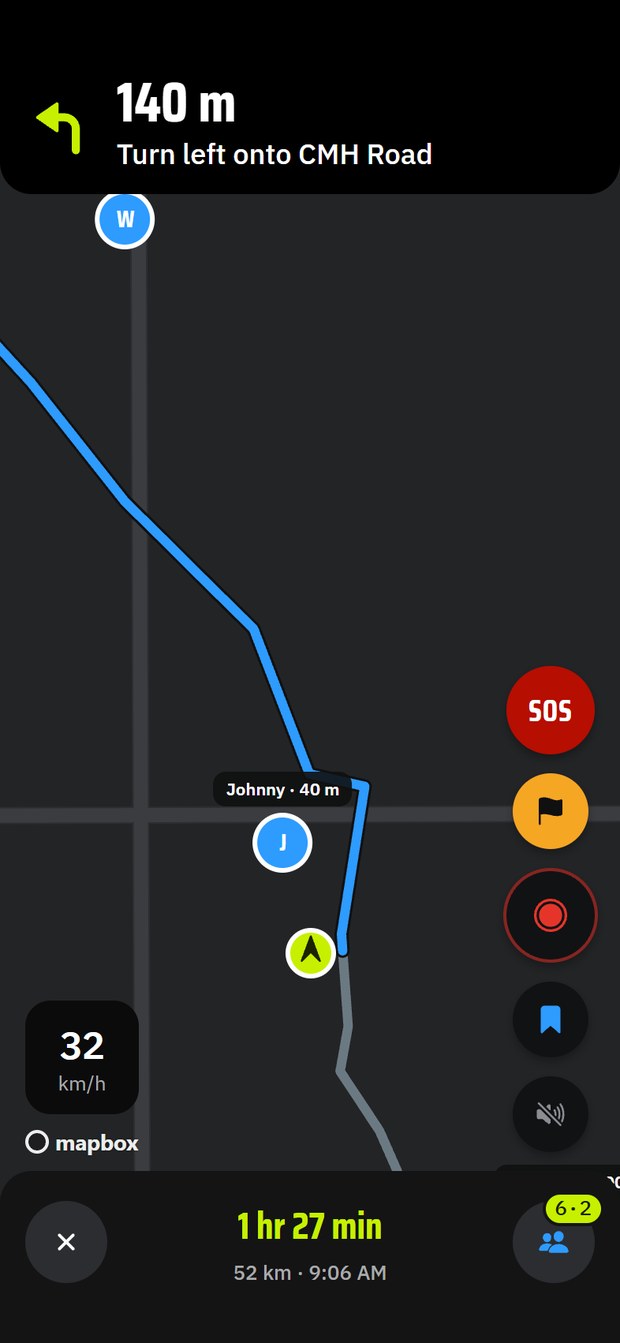 140 m
Turn left onto CMH Road
W
SOS
Johnny · 40 m
J
32
km/h
mapbox
6·2
1 hr 27 min
52 km · 9:06 AM